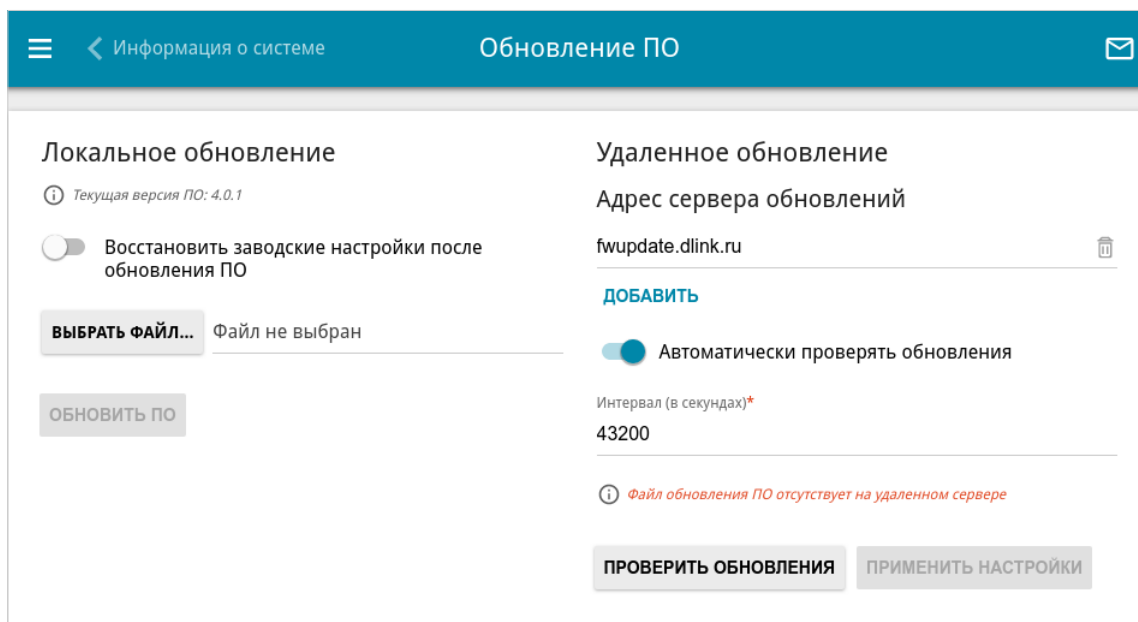 Информация о системе
Обновление ПО
Локальное обновление
Текущая версия ПО: 4.0.1
Восстановить заводские настройки после
обновления ПО
ВЫБРАТЬ ФАЙЛ...
Файл не выбран
ОБНОВИТЬ ПО
Удаленное обновление
Адрес сервера обновлений
fwupdate.dlink.ru
ДОБАВИТЬ
Автоматически проверять обновления
Интервал (в секундах)*
43200
Файл обновления ПО отсутствует на удаленном сервере
ПРОВЕРИТЬ ОБНОВЛЕНИЯ
ПРИМЕНИТЬ НАСТРОЙКИ